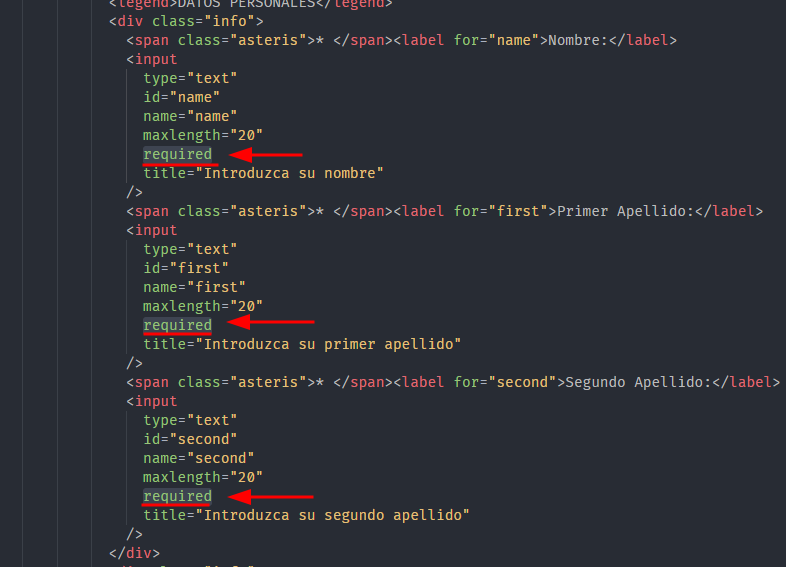 <legend>DATOS PERSONALES</legend>
<div class="info">
<span class="asteris">* </span><label for="name">Nombre:</label>
<input
type="text"
id="name"
name="name"
maxlength="20"
required
title="Introduzca su nombre"
/>
<span class="asteris">* </span><label for="first">Primer Apellido:</label>
<input
type="text"
id="first"
name="first"
maxlength="20"
required
title="Introduzca su primer apellido"
/>
<span class="asteris">* </span><label for="second">Segundo Apellido:</label>
<input
type="text"
id="second"
name="second"
maxlength="20"
required
title="Introduzca su segundo apellido"
/>
</div>